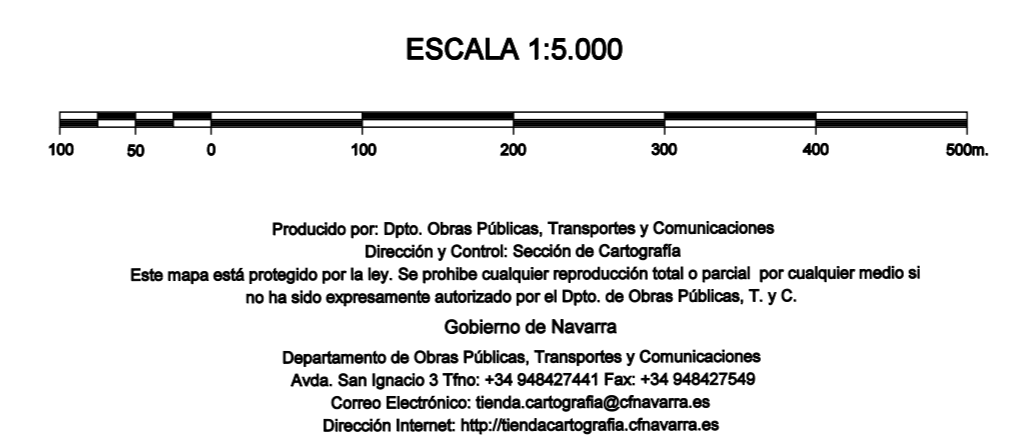 ESCALA 1:5.000
100 50 0 100 200 300 400 500m.
Producido por: Dpto. Obras Públicas, Transportes y Comunicaciones
Dirección y Control: Sección de Cartografía
Este mapa está protegido por la ley. Se prohibe cualquier reproducción total o parcial por cualquier medio si
no ha sido expresamente autorizado por el Dpto. de Obras Públicas, T. y C.
Gobierno de Navarra
Departamento de Obras Públicas, Transportes y Comunicaciones
Avda. San Ignacio 3 Tfno: +34 948427441 Fax: +34 948427549
Correo Electrónico: tienda.cartografia@cfnavarra.es
Dirección Internet: http://tiendacartografia.cfnavarra.es